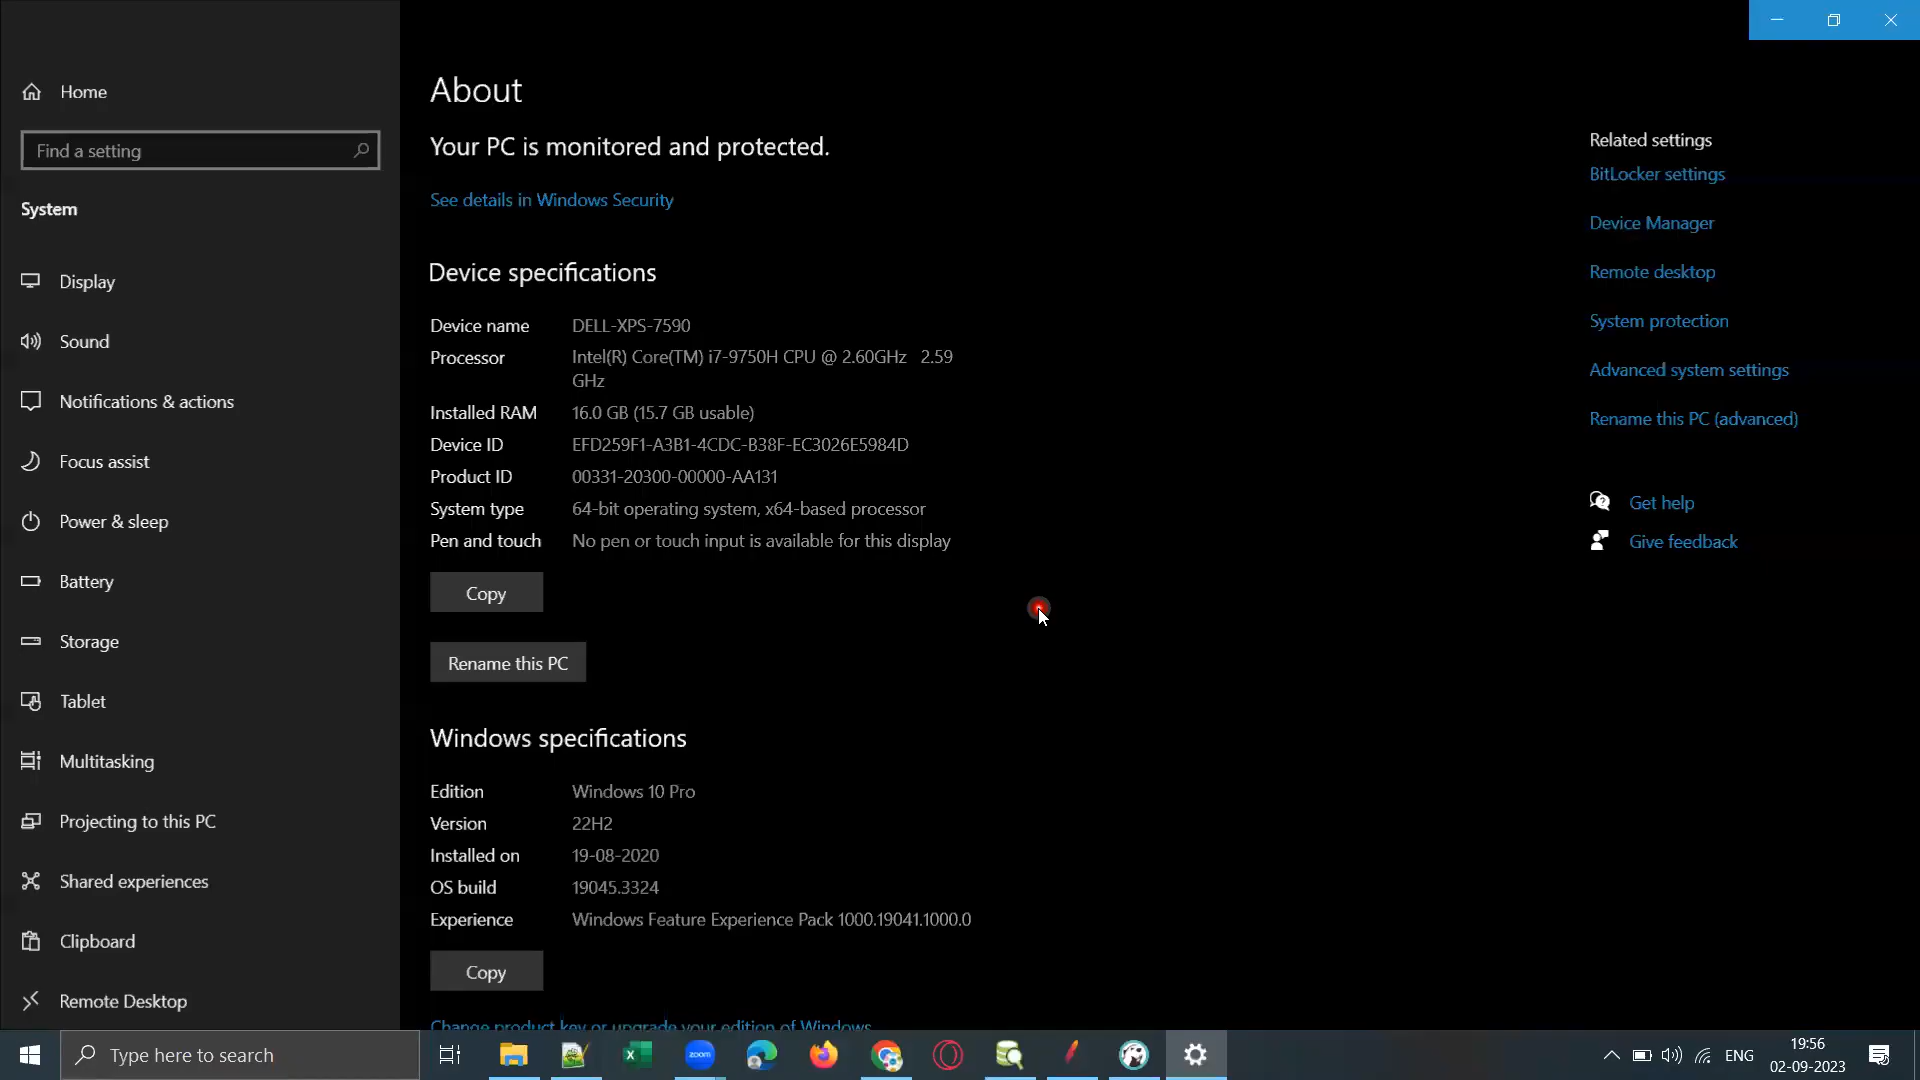 Home
Find a setting
System
Display
Sound
Notifications & actions
Focus assist
Power & sleep
Battery
Storage
Tablet
Multitasking
Projecting to this PC
Shared experiences
Clipboard
Remote Desktop
About
Your PC is monitored and protected.
See details in Windows Security
Device specifications
Device name DELL-XPS-7590
Processor Intel(R) Core(TM) i7-9750H CPU @ 2.60GHz 2.59
GHz
Installed RAM 16.0 GB (15.7 GB usable)
Device ID EFD259F1-A3B1-4CDC-B38F-EC3026E5984D
Product ID 00331-20300-00000-AA131
System type 64-bit operating system, x64-based processor
Pen and touch No pen or touch input is available for this display
Copy
Rename this PC
Windows specifications
Edition Windows 10 Pro
Version 22H2
Installed on 19-08-2020
OS build 19045.3324
Experience Windows Feature Experience Pack 1000.19041.1000.0
Copy
Change product key or upgrade your edition of Windows
Related settings
BitLocker settings
Device Manager
Remote desktop
System protection
Advanced system settings
Rename this PC (advanced)
Get help
Give feedback
Type here to search
zoom
ENG
19:56
02-09-2023